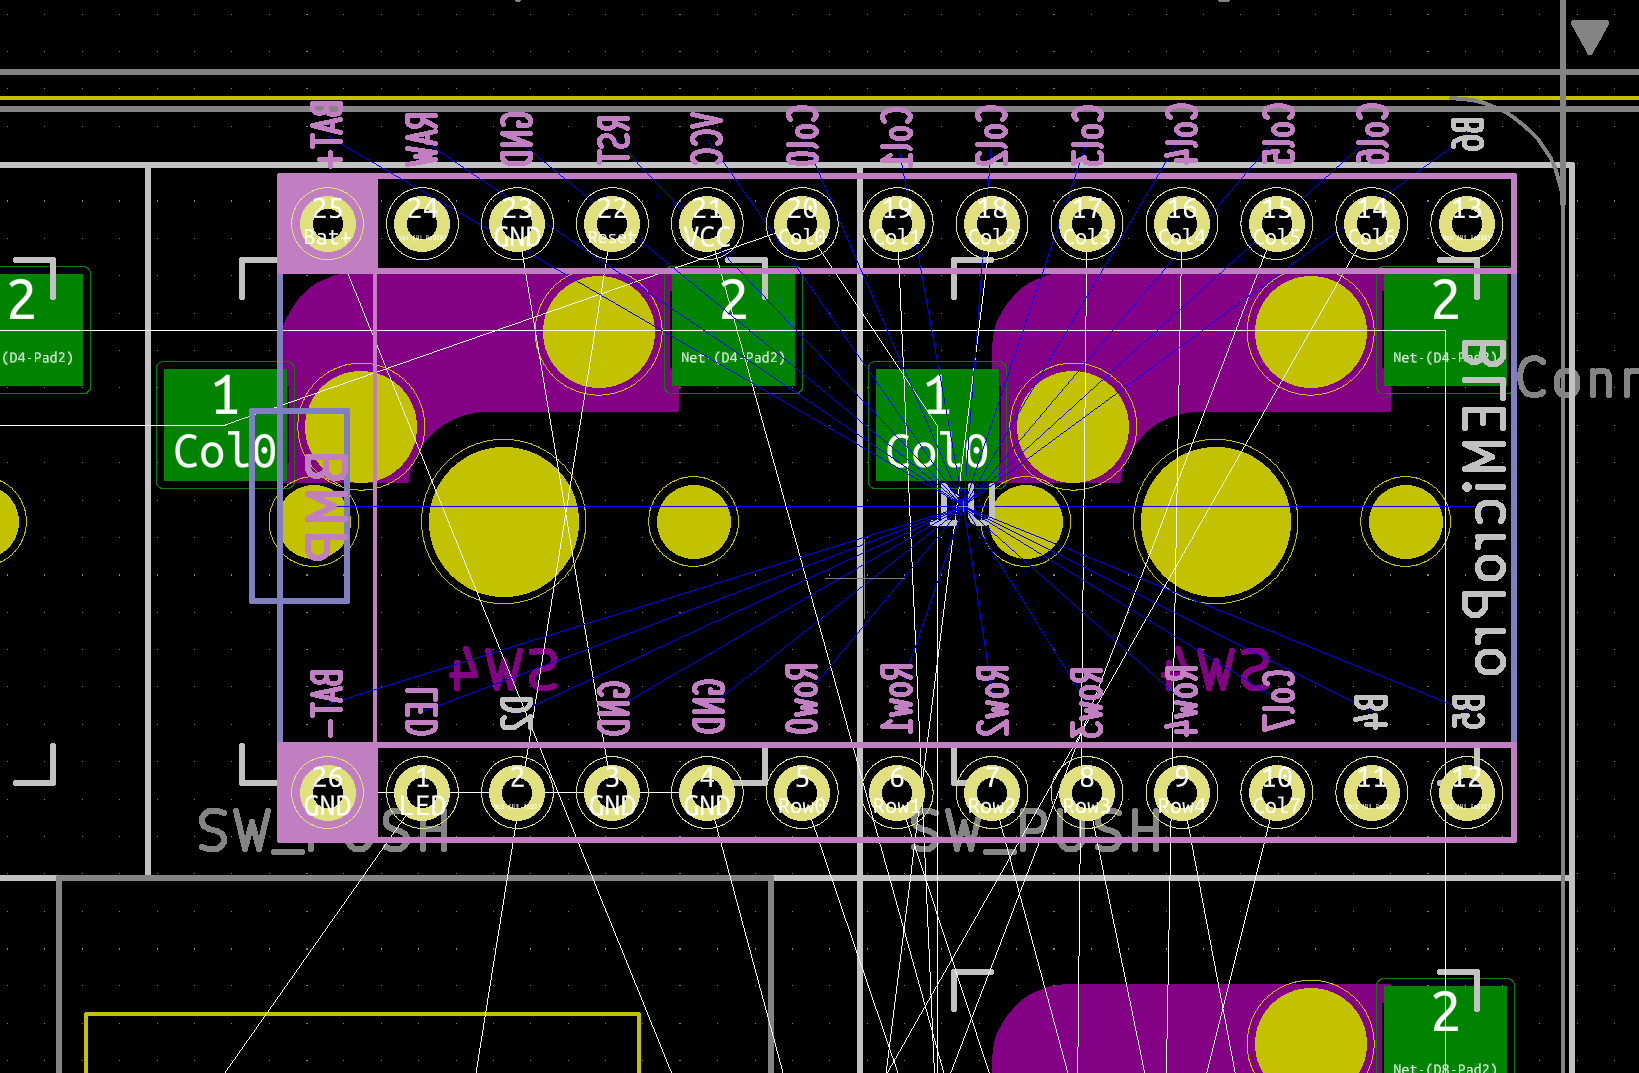 BAT+ RAW GND RST VCC Col0 Col1 Col2 Col3 Col4 Col5 Col6 B6
25 24 23 22 21 20 19 18 17 16 15 14 13
Bat+ GND Reset VCC Col0 Col1 Col2 Col3 Col4 Col5 Col6
2 2 2
(D4-Pad2) Net-(D4-Pad2) Net-(D4-Pad2)
Conn
1 1
Col0 Col0
BMP
BLEMicroPro
SW4 SW4
BAT- LED D2 GND GND Row0 Row1 Row2 Row3 Row4 Col7 B4 B5
26 1 2 3 4 5 6 7 8 9 10 11 12
GND LED GND GND Row0 Row1 Row2 Row3 Row4 Col7
SW_PUSH SW_PUSH
2
Net-(D8-Pad2)